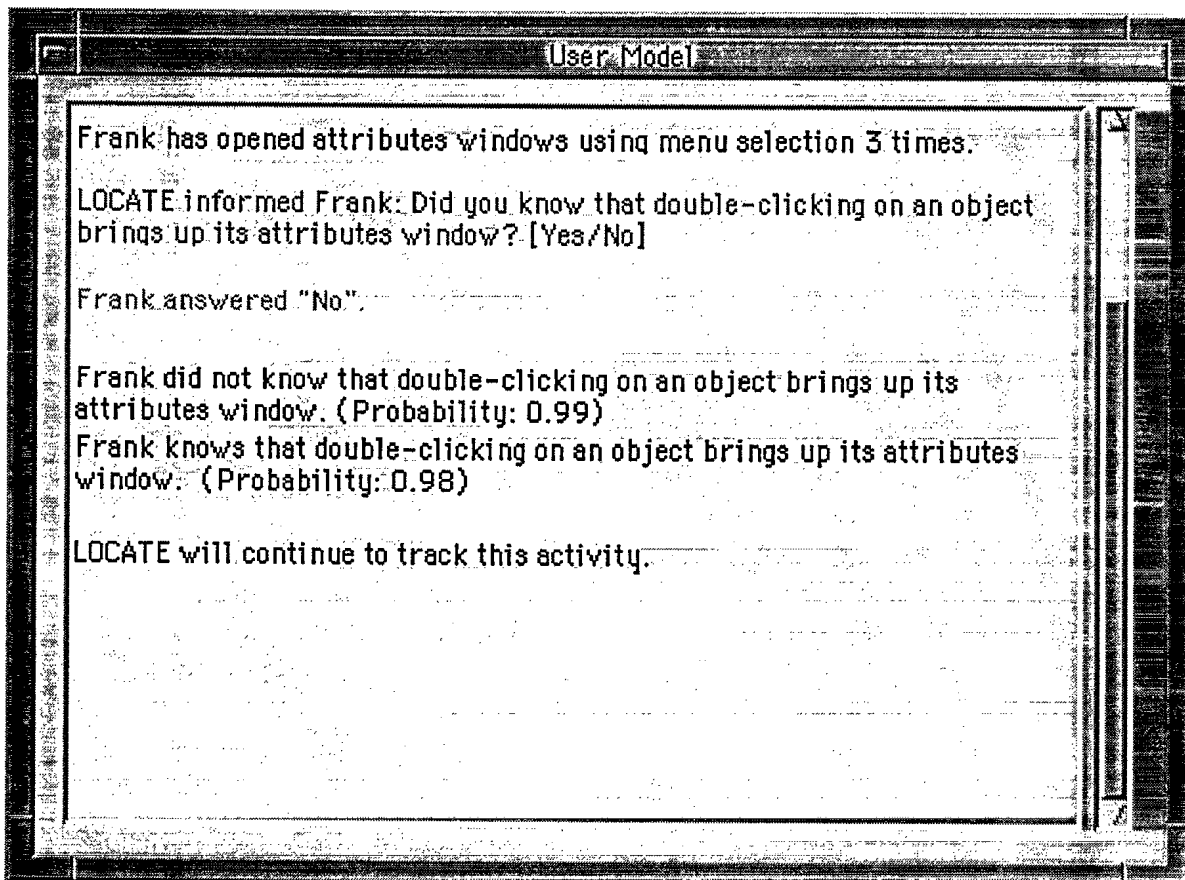 User Model
Frank has opened attributes windows using menu selection 3 times.
LOCATE informed Frank: Did you know that double-clicking on an object
brings up its attributes window? [Yes/No]
Frank answered "No".
Frank did not know that double-clicking on an object brings up its
attributes window. (Probability: 0.99)
Frank knows that double-clicking on an object brings up its attributes
window. (Probability: 0.98)
LOCATE will continue to track this activity.